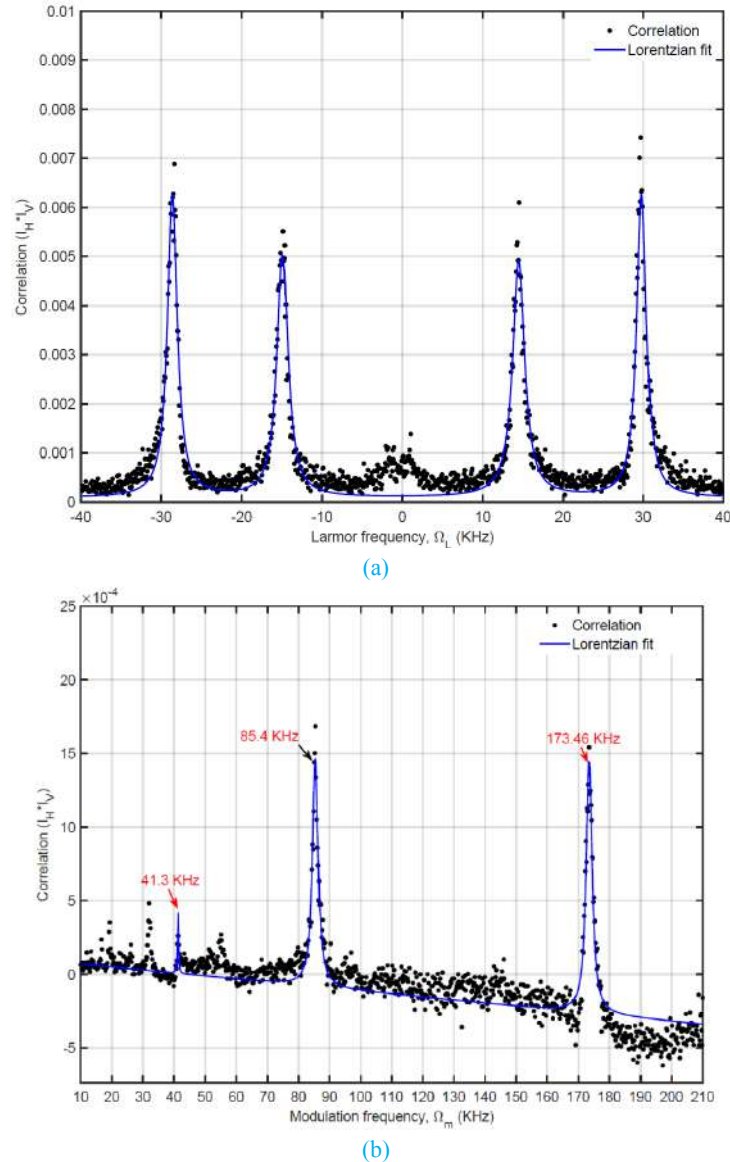 0.01
Correlation
Lorentzian fit
0.009
0.008
0.007
0.006
0.005
0.004
0.003
0.002
0.001
0
Correlation (I_H*I_V)
-40 -30 -20 -10 0 10 20 30 40
Larmor frequency, Ω_L (KHz)
(a)
×10^-4
25
Correlation
Lorentzian fit
20
85.4 KHz
173.46 KHz
15
10
41.3 KHz
5
0
-5
Correlation (I_H*I_V)
10 20 30 40 50 60 70 80 90 100 110 120 130 140 150 160 170 180 190 200 210
Modulation frequency, Ω_m (KHz)
(b)